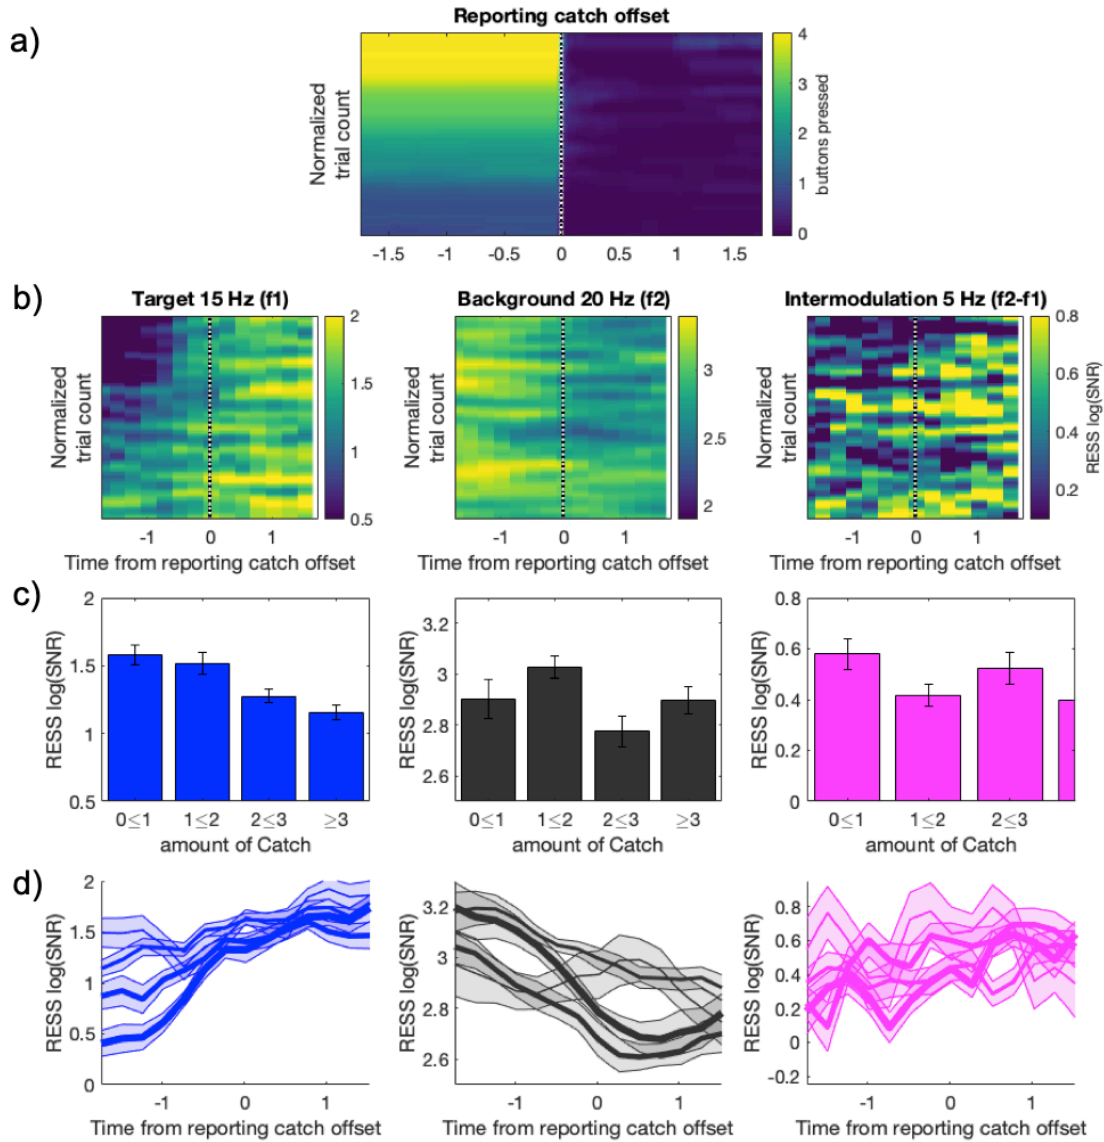 a)
Reporting catch offset
Normalized
trial count
-1.5 -1 -0.5 0 0.5 1 1.5
4
3
2
1
0
buttons pressed
b)
Target 15 Hz (f1)
Normalized
trial count
-1 0 1
Time from reporting catch offset
2
1.5
1
0.5
Background 20 Hz (f2)
Normalized
trial count
-1 0 1
Time from reporting catch offset
3
2.5
2
Intermodulation 5 Hz (f2-f1)
Normalized
trial count
-1 0 1
Time from reporting catch offset
0.8
0.6
0.4
0.2
RESS log(SNR)
c)
RESS log(SNR)
2
1.5
1
0.5
0≤1 1≤2 2≤3 ≥3
amount of Catch
RESS log(SNR)
3.2
3
2.8
2.6
0≤1 1≤2 2≤3 ≥3
amount of Catch
RESS log(SNR)
0.8
0.6
0.4
0.2
0
0≤1 1≤2 2≤3
amount of Catch
d)
RESS log(SNR)
2
1.5
1
0.5
0
-1 0 1
Time from reporting catch offset
RESS log(SNR)
3.2
3
2.8
2.6
-1 0 1
Time from reporting catch offset
RESS log(SNR)
0.8
0.6
0.4
0.2
0
-0.2
-1 0 1
Time from reporting catch offset